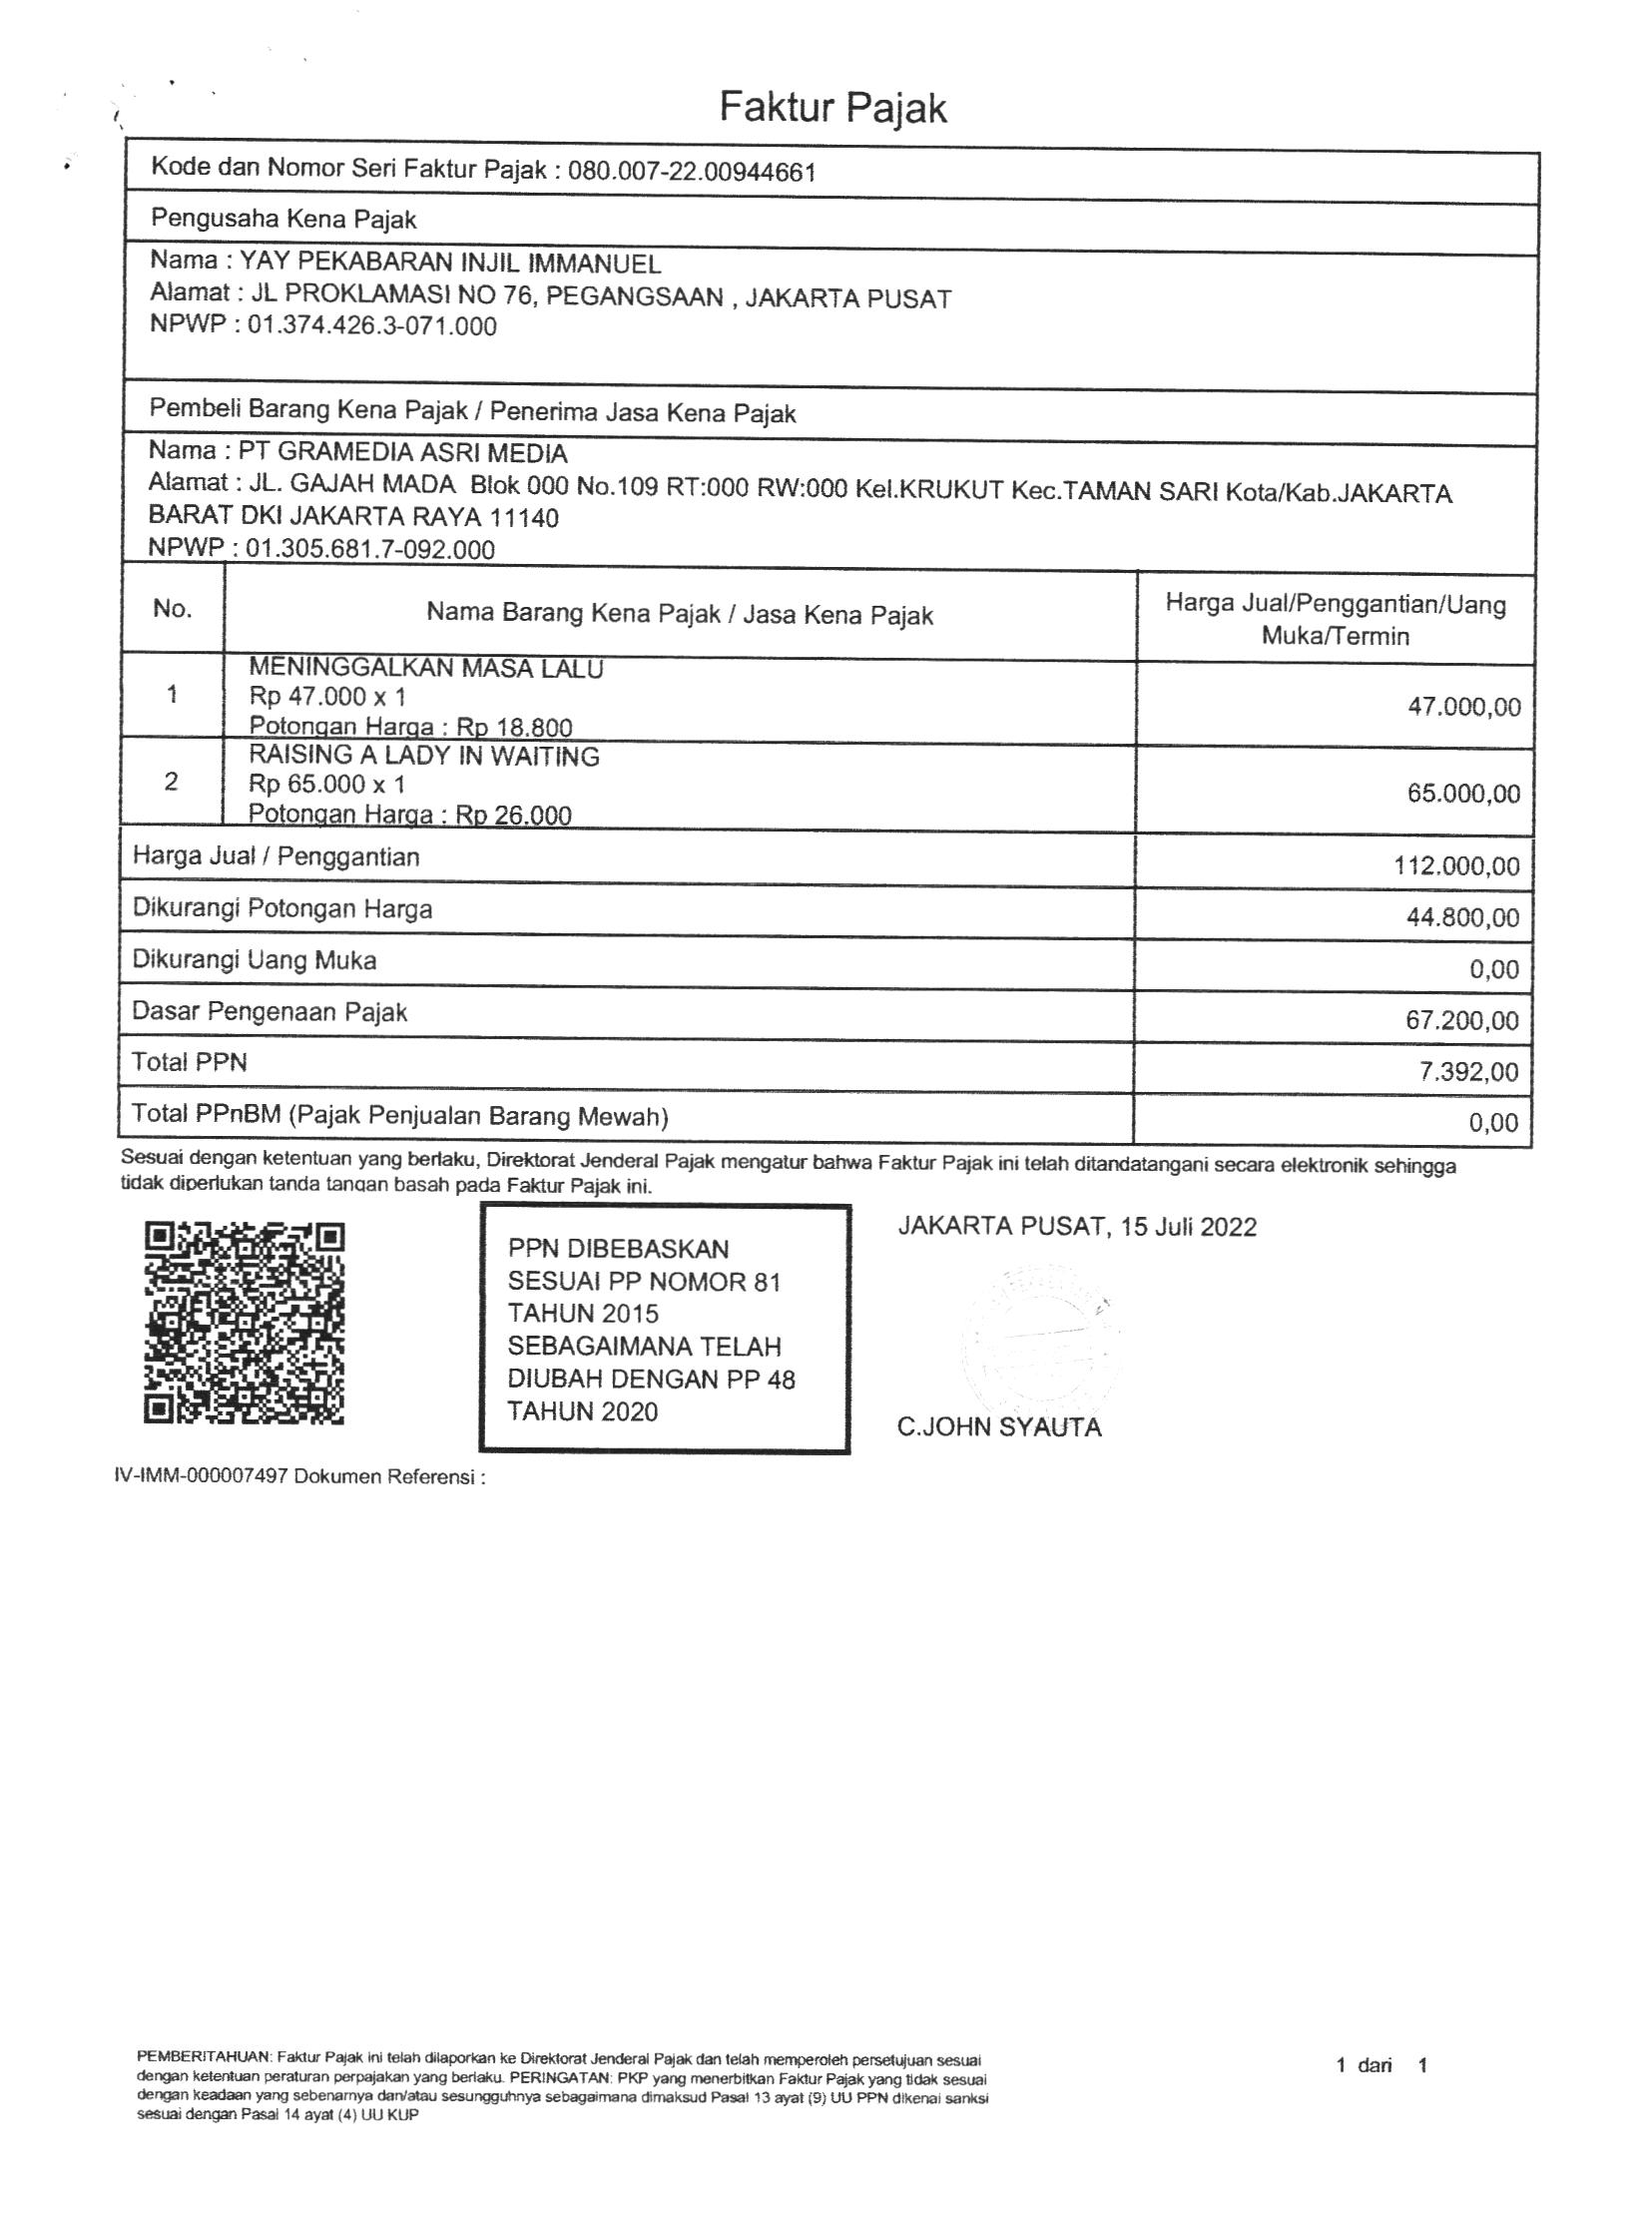 Faktur Pajak
Kode dan Nomor Seri Faktur Pajak : 080.007-22.00944661
Pengusaha Kena Pajak
Nama : YAY PEKABARAN INJIL IMMANUEL
Alamat : JL PROKLAMASI NO 76, PEGANGSAAN , JAKARTA PUSAT
NPWP : 01.374.426.3-071.000
Pembeli Barang Kena Pajak / Penerima Jasa Kena Pajak
Nama : PT GRAMEDIA ASRI MEDIA
Alamat : JL. GAJAH MADA Blok 000 No.109 RT:000 RW:000 Kel.KRUKUT Kec.TAMAN SARI Kota/Kab.JAKARTA
BARAT DKI JAKARTA RAYA 11140
NPWP : 01.305.681.7-092.000
No. Nama Barang Kena Pajak / Jasa Kena Pajak Harga Jual/Penggantian/Uang
Muka/Termin
MENINGGALKAN MASA LALU
1 Rp 47.000 x 1 47.000,00
Potongan Harga : Rp 18.800
RAISING A LADY IN WAITING
2 Rp 65.000 x 1 65.000,00
Potongan Harga : Rp 26.000
Harga Jual / Penggantian 112.000,00
Dikurangi Potongan Harga 44.800,00
Dikurangi Uang Muka 0,00
Dasar Pengenaan Pajak 67.200,00
Total PPN 7.392,00
Total PPnBM (Pajak Penjualan Barang Mewah) 0,00
Sesuai dengan ketentuan yang berlaku, Direktorat Jenderal Pajak mengatur bahwa Faktur Pajak ini telah ditandatangani secara elektronik sehingga
tidak diperlukan tanda tangan basah pada Faktur Pajak ini.
PPN DIBEBASKAN
SESUAI PP NOMOR 81
TAHUN 2015
SEBAGAIMANA TELAH
DIUBAH DENGAN PP 48
TAHUN 2020
JAKARTA PUSAT, 15 Juli 2022
C.JOHN SYAUTA
IV-IMM-000007497 Dokumen Referensi :
PEMBERITAHUAN: Faktur Pajak ini telah dilaporkan ke Direktorat Jenderal Pajak dan telah memperoleh persetujuan sesuai
dengan ketentuan peraturan perpajakan yang berlaku. PERINGATAN: PKP yang menerbitkan Faktur Pajak yang tidak sesuai
dengan keadaan yang sebenarnya dan/atau sesungguhnya sebagaimana dimaksud Pasal 13 ayat (9) UU PPN dikenai sanksi
sesuai dengan Pasal 14 ayat (4) UU KUP
1 dari 1